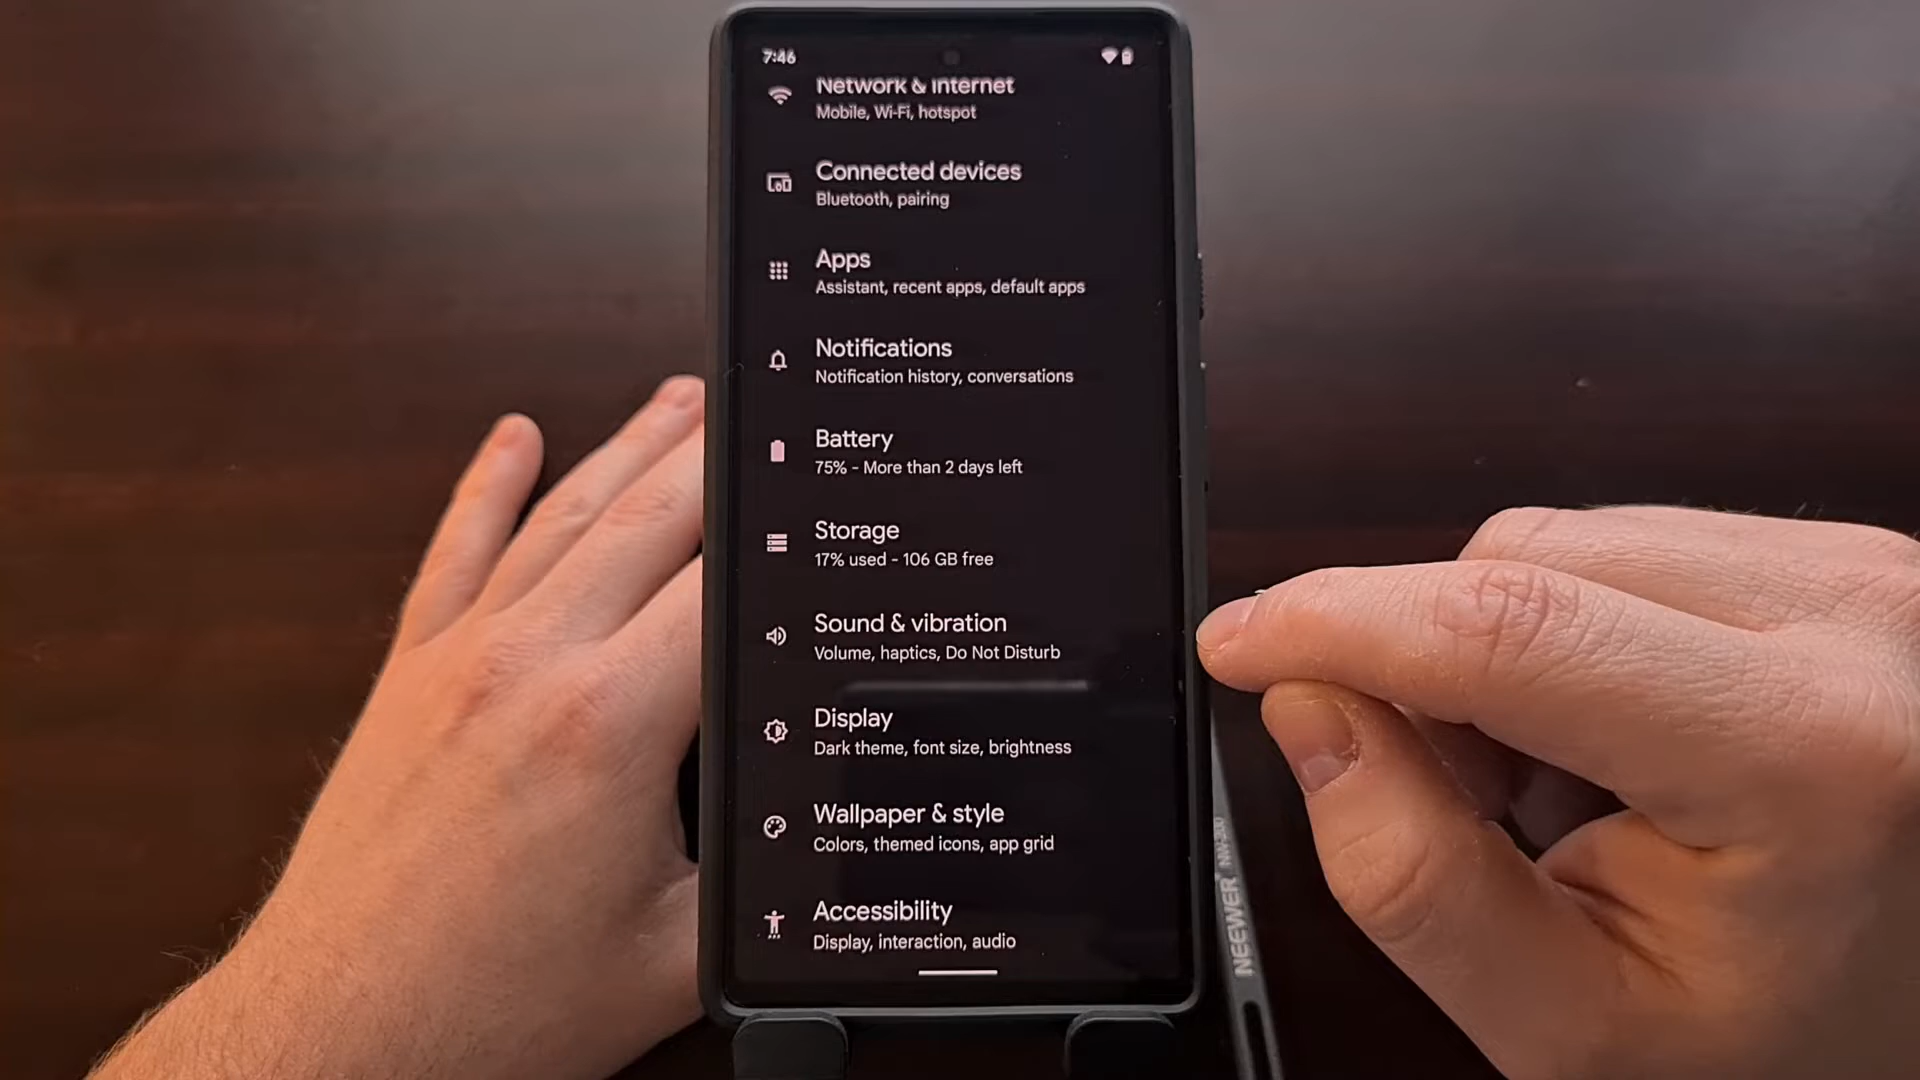 7:46
Network & internet
Mobile, Wi-Fi, hotspot
Connected devices
Bluetooth, pairing
Apps
Assistant, recent apps, default apps
Notifications
Notification history, conversations
Battery
75% - More than 2 days left
Storage
17% used - 106 GB free
Sound & vibration
Volume, haptics, Do Not Disturb
Display
Dark theme, font size, brightness
Wallpaper & style
Colors, themed icons, app grid
Accessibility
Display, interaction, audio
NEEWER NW-300